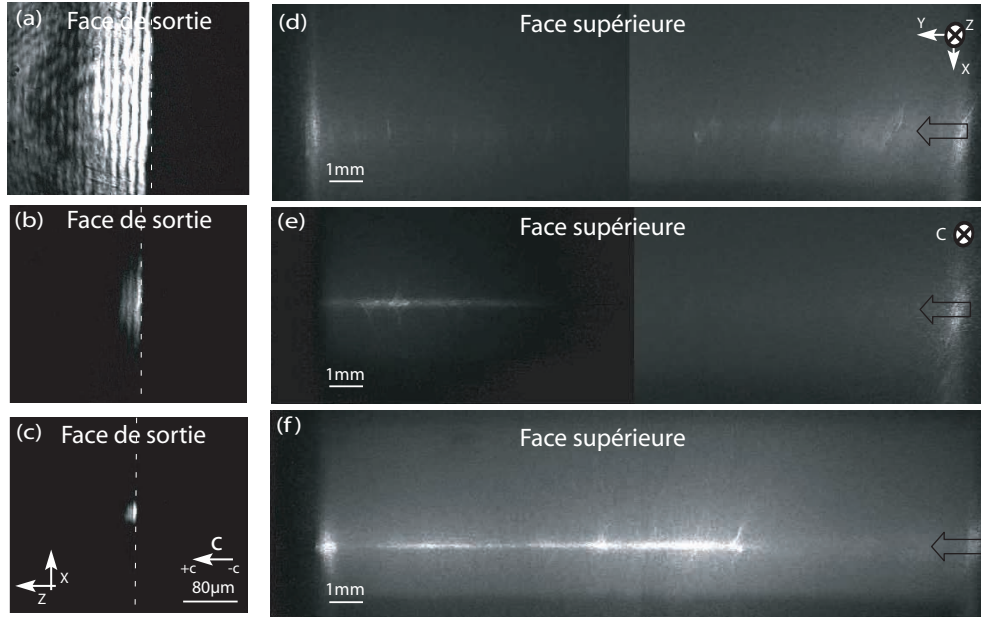 (a)
Face de sortie
(d)
Face supérieure
Y
Z
X
1mm
(b)
Face de sortie
(e)
Face supérieure
C
1mm
(c)
Face de sortie
X
Z
C
+c
-c
80µm
(f)
Face supérieure
1mm